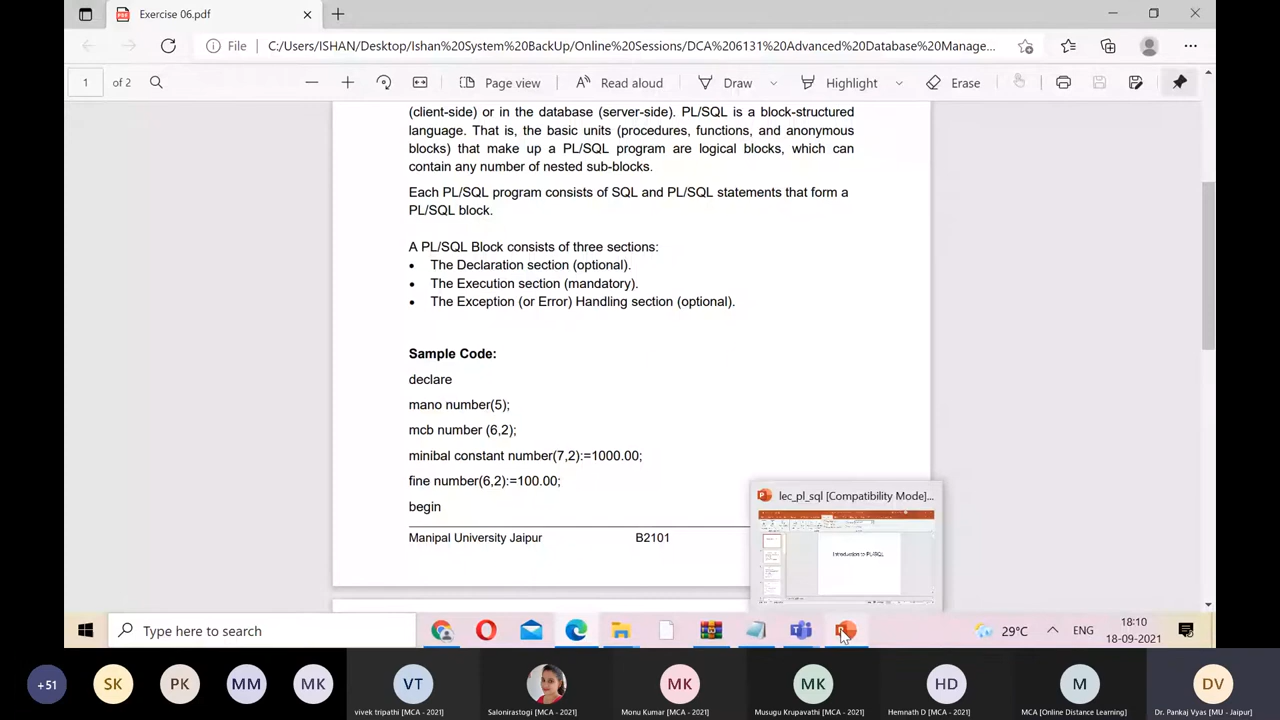 Exercise 06.pdf
File C:/Users/ISHAN/Desktop/Ishan%20System%20BackUp/Online%20Sessions/DCA%206131%20Advanced%20Database%20Manage...
1 of 2 Page view Read aloud Draw Highlight Erase
(client-side) or in the database (server-side). PL/SQL is a block-structured
language. That is, the basic units (procedures, functions, and anonymous
blocks) that make up a PL/SQL program are logical blocks, which can
contain any number of nested sub-blocks.
Each PL/SQL program consists of SQL and PL/SQL statements that form a
PL/SQL block.
A PL/SQL Block consists of three sections:
• The Declaration section (optional).
• The Execution section (mandatory).
• The Exception (or Error) Handling section (optional).
Sample Code:
declare
mano number(5);
mcb number (6,2);
minibal constant number(7,2):=1000.00;
fine number(6,2):=100.00;
begin
Manipal University Jaipur B2101
lec_pl_sql [Compatibility Mode]...
Introduction to PL/SQL
Type here to search
29°C ENG 18:10
18-09-2021
+51 SK PK MM MK VT MK MK HD M DV
vivek tripathi [MCA - 2021] Salonirastogi [MCA - 2021] Monu Kumar [MCA - 2021] Musugu Krupavathi [MCA - 2021] Hemnath D [MCA - 2021] MCA [Online Distance Learning] Dr. Pankaj Vyas [MU - Jaipur]